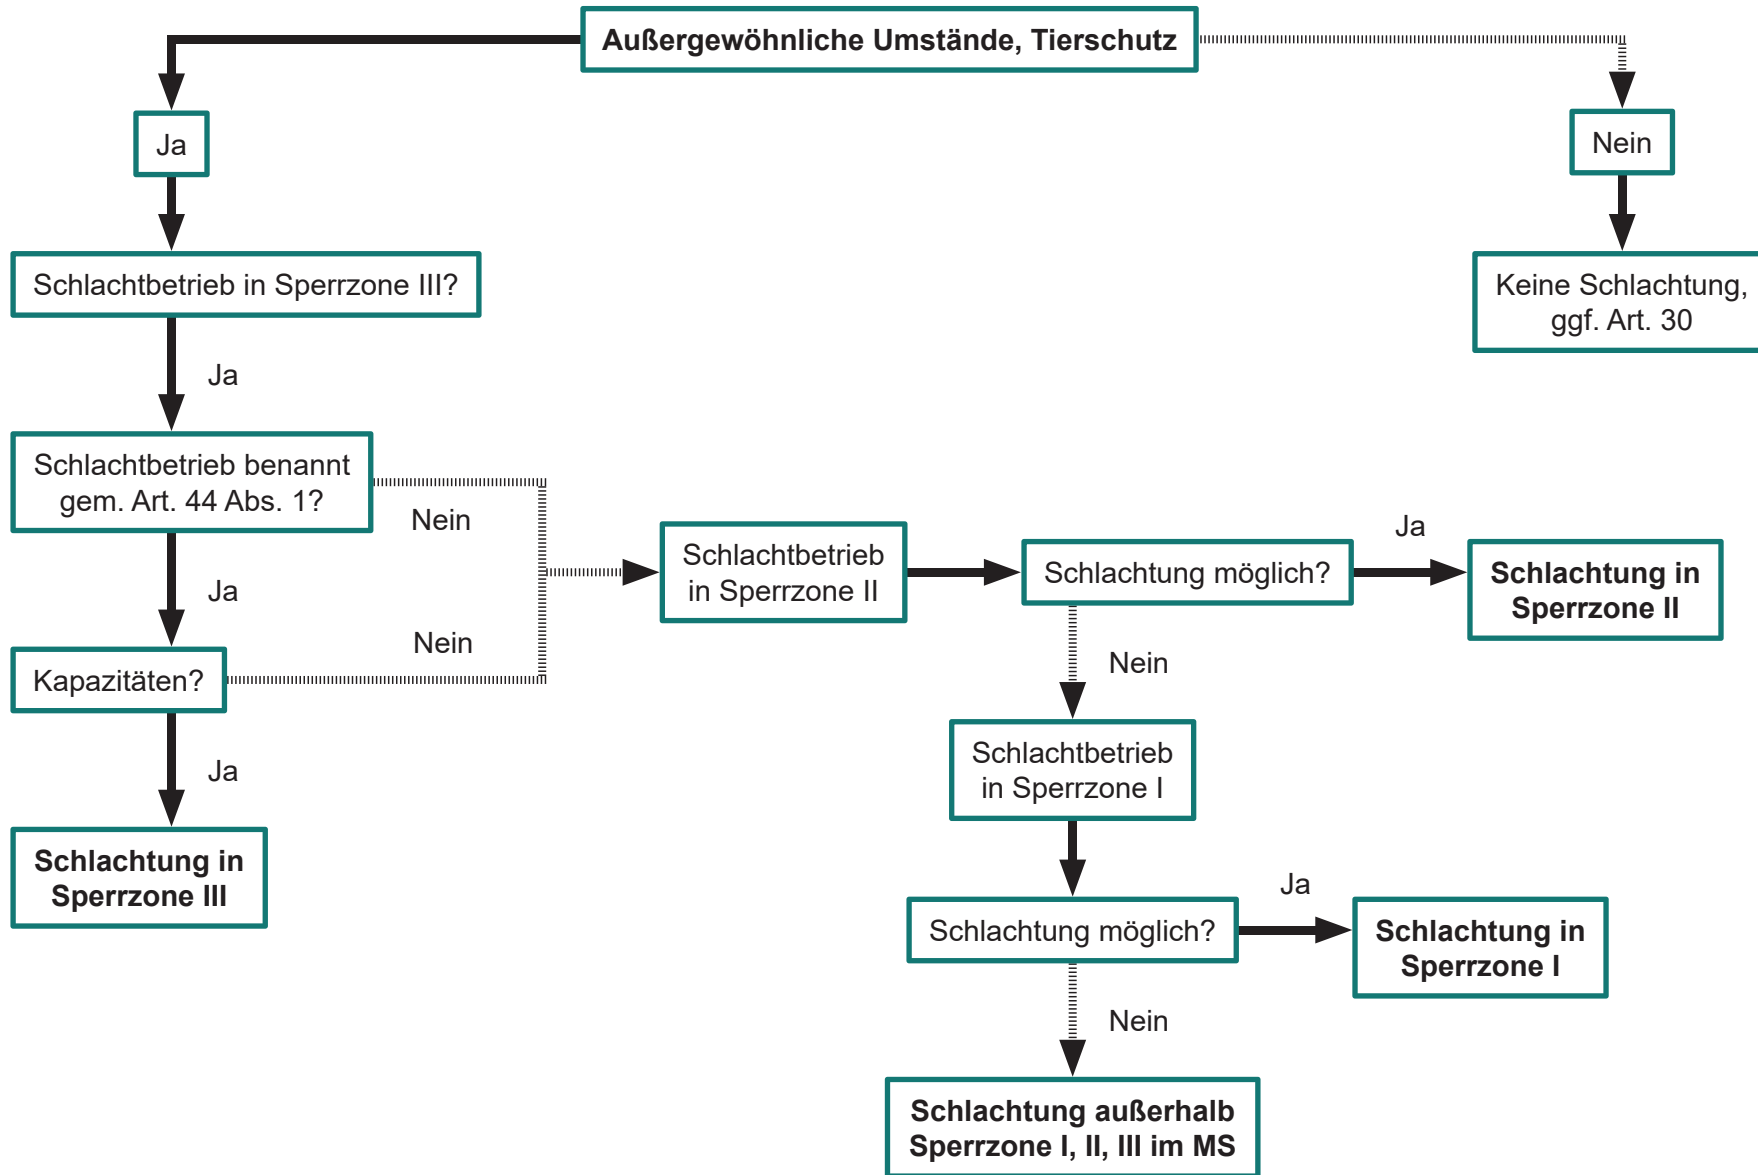 Außergewöhnliche Umstände, Tierschutz
Ja
Nein
Schlachtbetrieb in Sperrzone III?
Keine Schlachtung,
ggf. Art. 30
Ja
Schlachtbetrieb benannt
gem. Art. 44 Abs. 1?
Nein
Ja
Nein
Kapazitäten?
Ja
Schlachtung in
Sperrzone III
Schlachtbetrieb
in Sperrzone II
Schlachtung möglich?
Ja
Schlachtung in
Sperrzone II
Nein
Schlachtbetrieb
in Sperrzone I
Schlachtung möglich?
Ja
Schlachtung in
Sperrzone I
Nein
Schlachtung außerhalb
Sperrzone I, II, III im MS